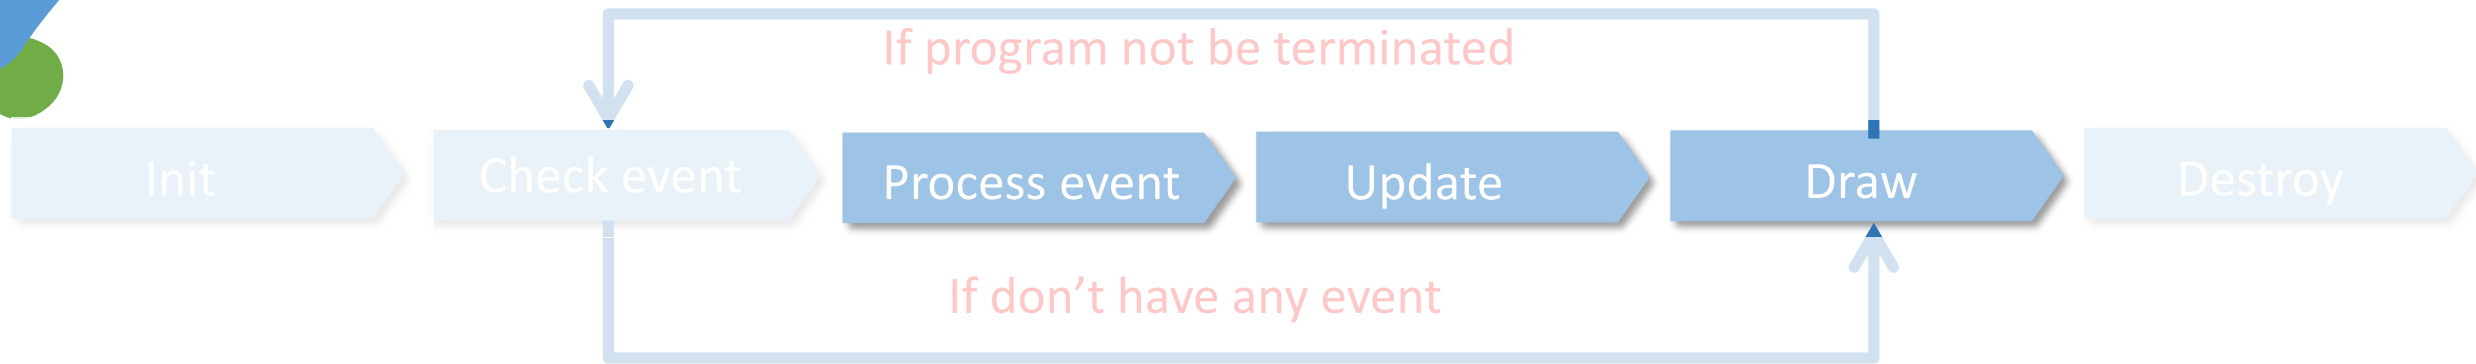 If program not be terminated
Init
Check event
Process event
Update
Draw
Destroy
If don’t have any event